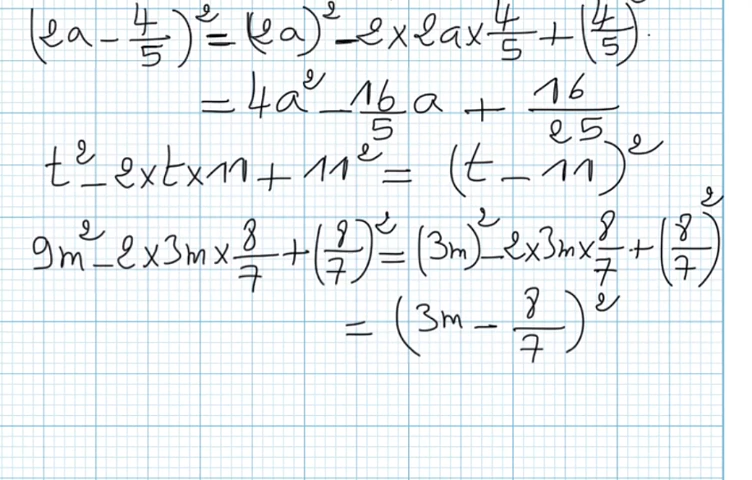 (2a - 4/5)² = (2a)² - 2×2a×4/5 + (4/5)².
= 4a² - 16/5 a + 16/25
t² - 2×t×11 + 11² = (t - 11)²
9m² - 2×3m×8/7 + (8/7)² = (3m)² - 2×3m×8/7 + (8/7)²
= (3m - 8/7)²